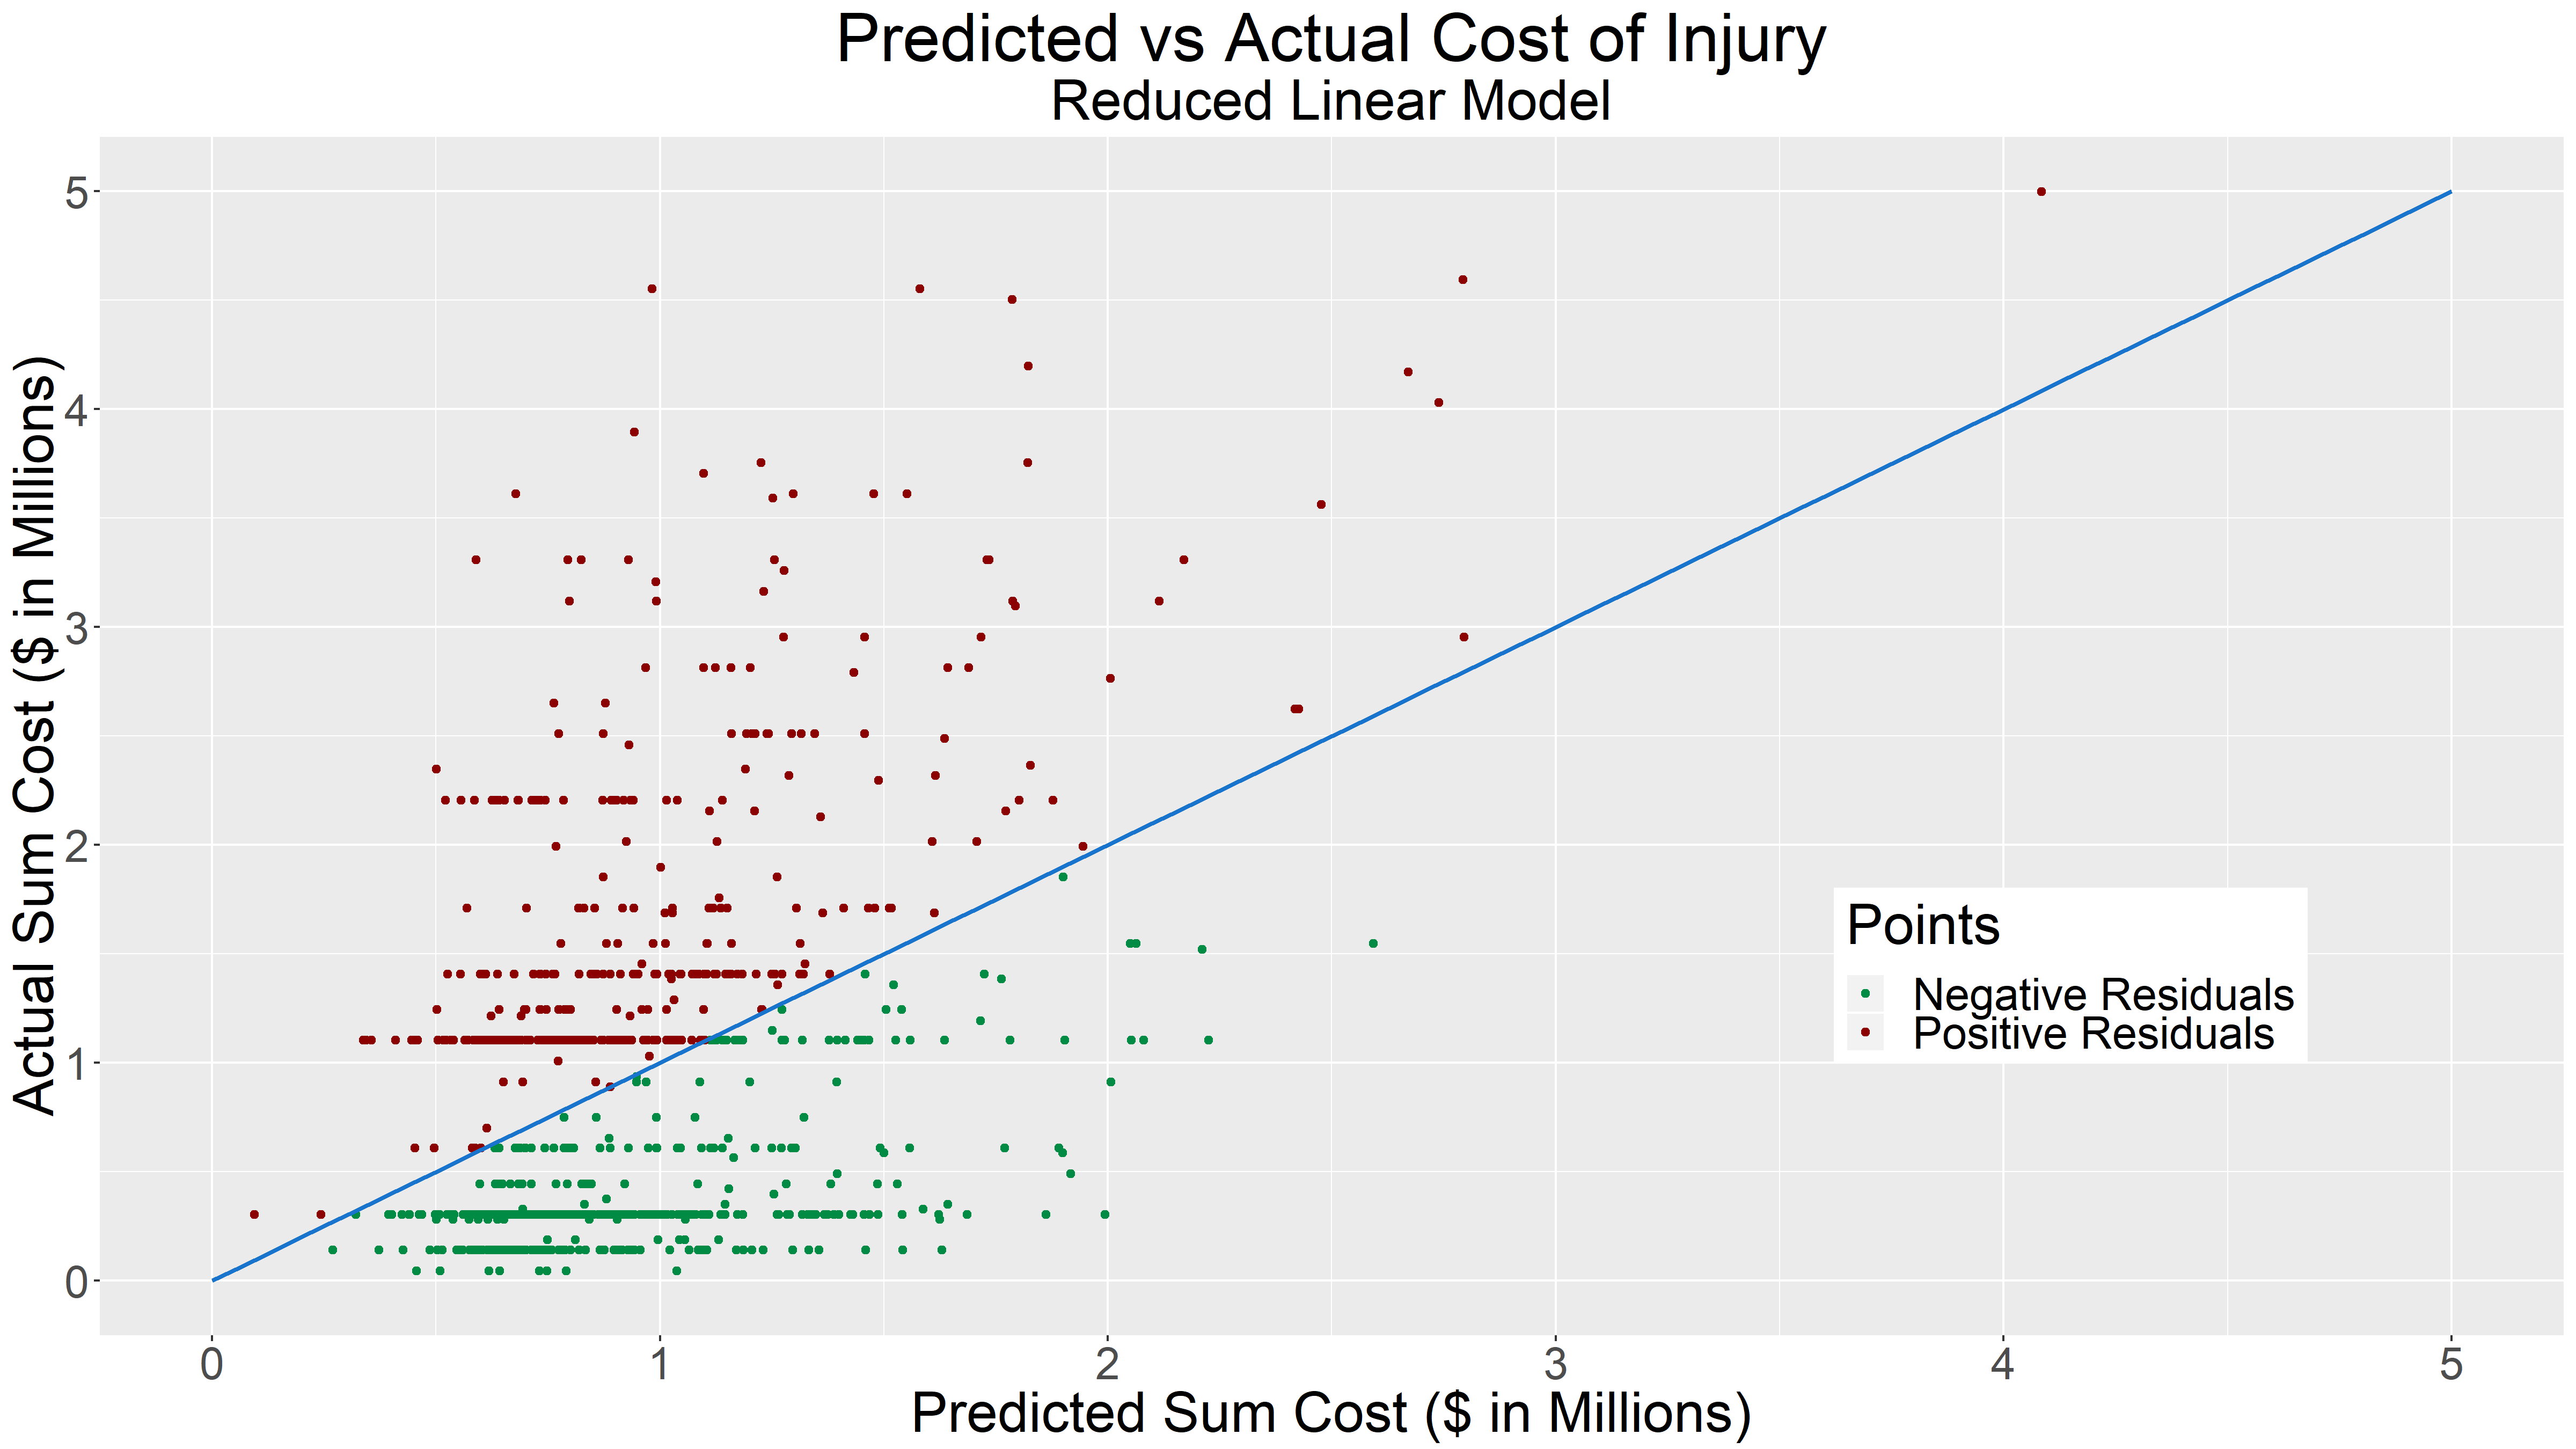 Predicted vs Actual Cost of Injury
Reduced Linear Model
Actual Sum Cost ($ in Millions)
5
4
3
2
1
0
Points
Negative Residuals
Positive Residuals
0 1 2 3 4 5
Predicted Sum Cost ($ in Millions)